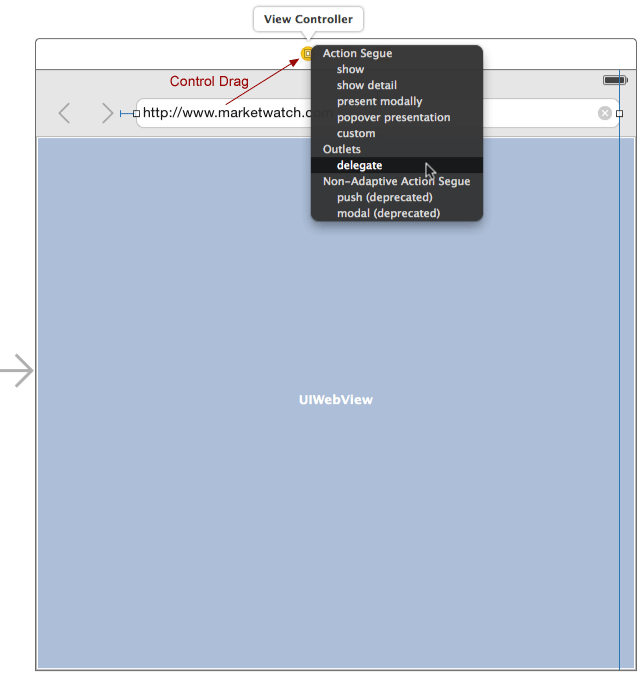 View Controller
Control Drag
http://www.marketwatch.com
Action Segue
show
show detail
present modally
popover presentation
custom
Outlets
delegate
Non-Adaptive Action Segue
push (deprecated)
modal (deprecated)
UIWebView